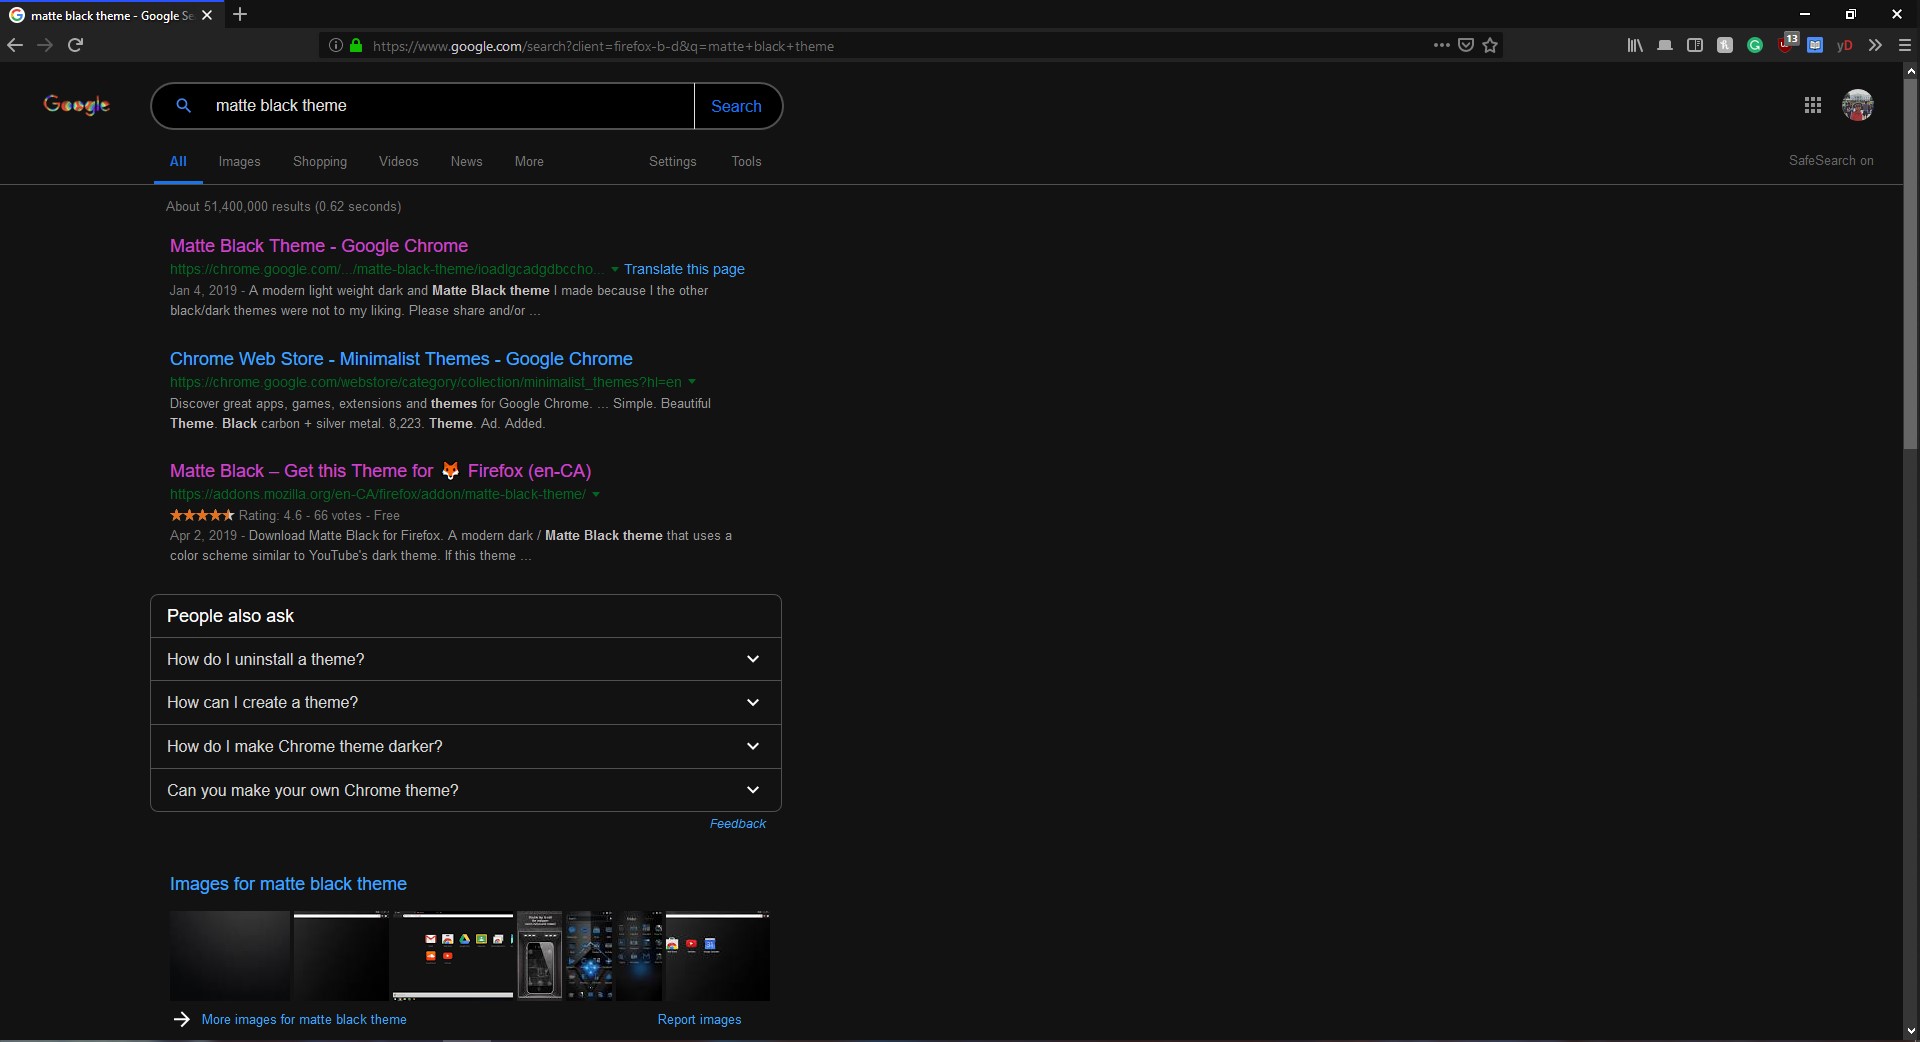 matte black theme - Google Se
https://www.google.com/search?client=firefox-b-d&q=matte+black+theme
13
yD
Google
matte black theme
Search
All Images Shopping Videos News More Settings Tools
SafeSearch on
About 51,400,000 results (0.62 seconds)
Matte Black Theme - Google Chrome
https://chrome.google.com/.../matte-black-theme/ioadlgcadgdbccho... Translate this page
Jan 4, 2019 - A modern light weight dark and Matte Black theme I made because I the other
black/dark themes were not to my liking. Please share and/or ...
Chrome Web Store - Minimalist Themes - Google Chrome
https://chrome.google.com/webstore/category/collection/minimalist_themes?hl=en
Discover great apps, games, extensions and themes for Google Chrome. ... Simple. Beautiful
Theme. Black carbon + silver metal. 8,223. Theme. Ad. Added.
Matte Black – Get this Theme for 🦊 Firefox (en-CA)
https://addons.mozilla.org/en-CA/firefox/addon/matte-black-theme/
Rating: 4.6 - 66 votes - Free
Apr 2, 2019 - Download Matte Black for Firefox. A modern dark / Matte Black theme that uses a
color scheme similar to YouTube's dark theme. If this theme ...
People also ask
How do I uninstall a theme?
How can I create a theme?
How do I make Chrome theme darker?
Can you make your own Chrome theme?
Feedback
Images for matte black theme
More images for matte black theme
Report images